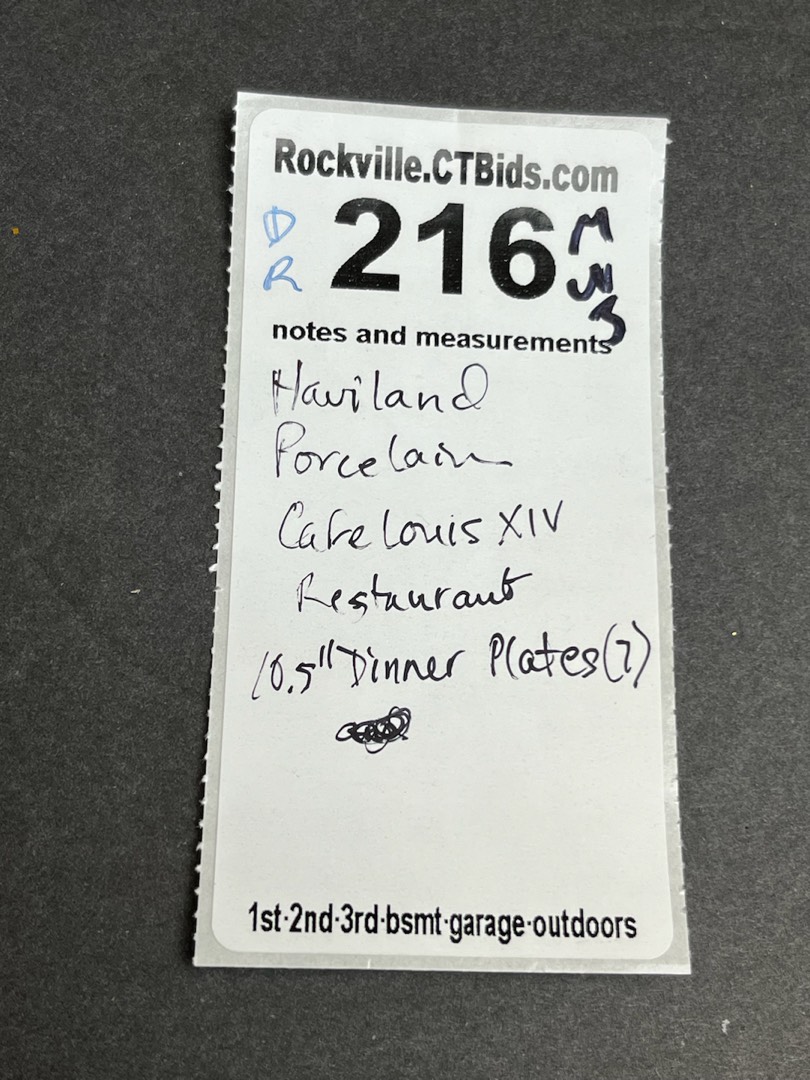 Rockville.CTBids.com
D
R
216
M
3
notes and measurements
Haviland
Porcelain
Cafe Louis XIV
Restaurant
10.5" Dinner Plates (7)
1st·2nd·3rd·bsmt·garage·outdoors